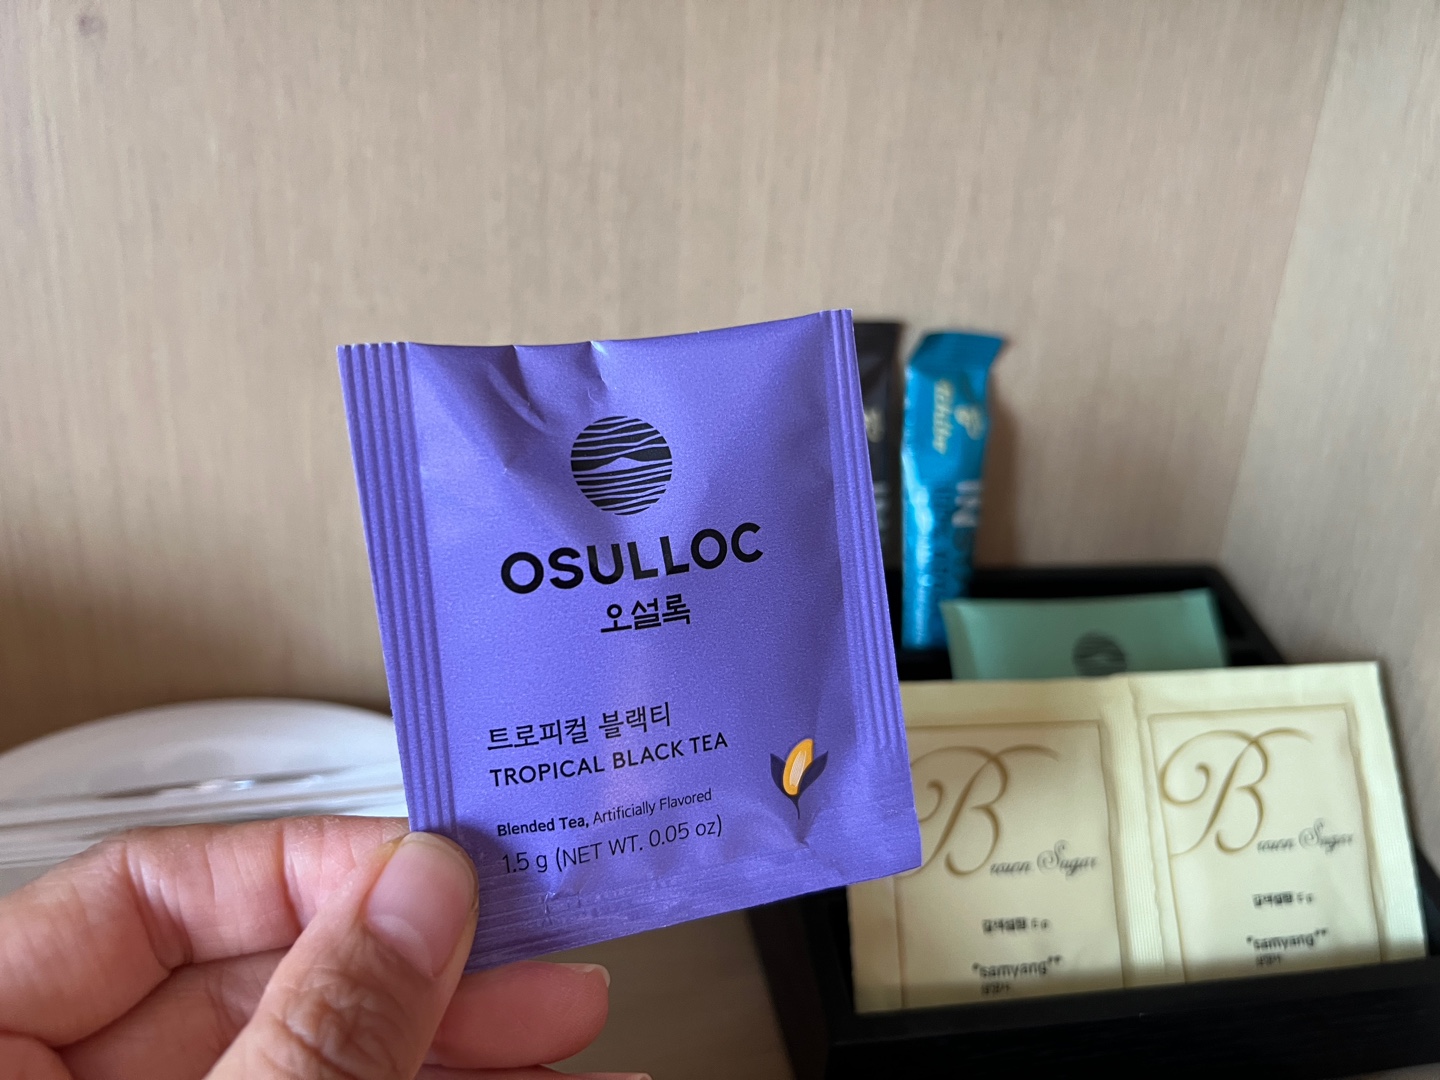 OSULLOC
오설록
트로피컬 블랙티
TROPICAL BLACK TEA
Blended Tea, Artificially Flavored
1.5 g (NET WT. 0.05 oz)
IN
Brown Sugar
*samyang**
Brown Sugar
*samyang**